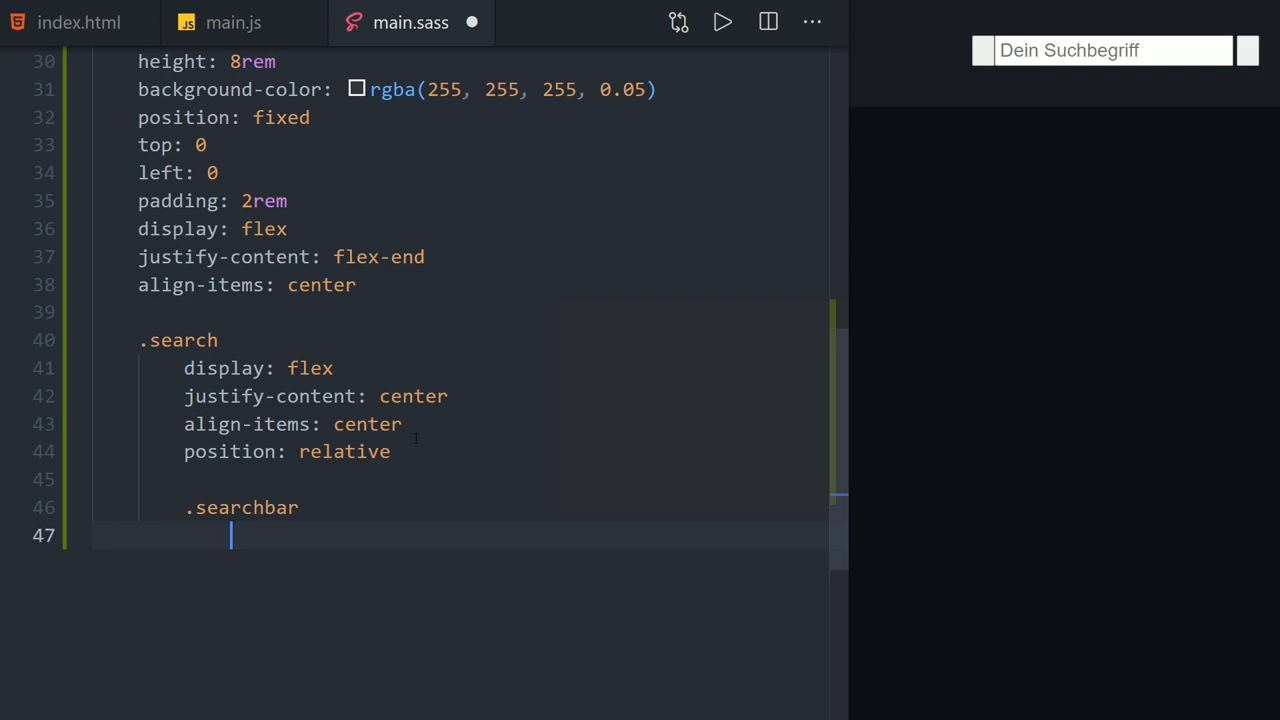 index.html
JS main.js
main.sass
Dein Suchbegriff
30 height: 8rem
31 background-color: rgba(255, 255, 255, 0.05)
32 position: fixed
33 top: 0
34 left: 0
35 padding: 2rem
36 display: flex
37 justify-content: flex-end
38 align-items: center
39
40 .search
41 display: flex
42 justify-content: center
43 align-items: center
44 position: relative
45
46 .searchbar
47